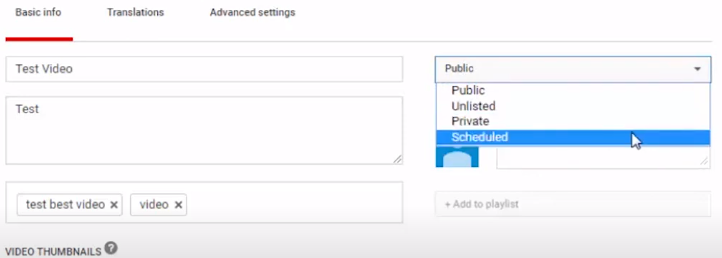 Basic info Translations Advanced settings
Test Video
Public
Test
Public
Unlisted
Private
Scheduled
test best video × video ×
+ Add to playlist
VIDEO THUMBNAILS ?